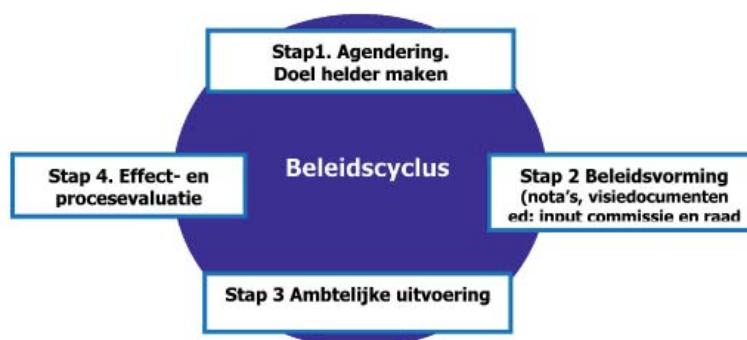 Stap1. Agendering.
Doel helder maken
Beleidscyclus
Stap 4. Effect- en
procesevaluatie
Stap 2 Beleidsvorming
(nota's, visiedocumenten
ed: input commissie en raad
Stap 3 Ambtelijke uitvoering